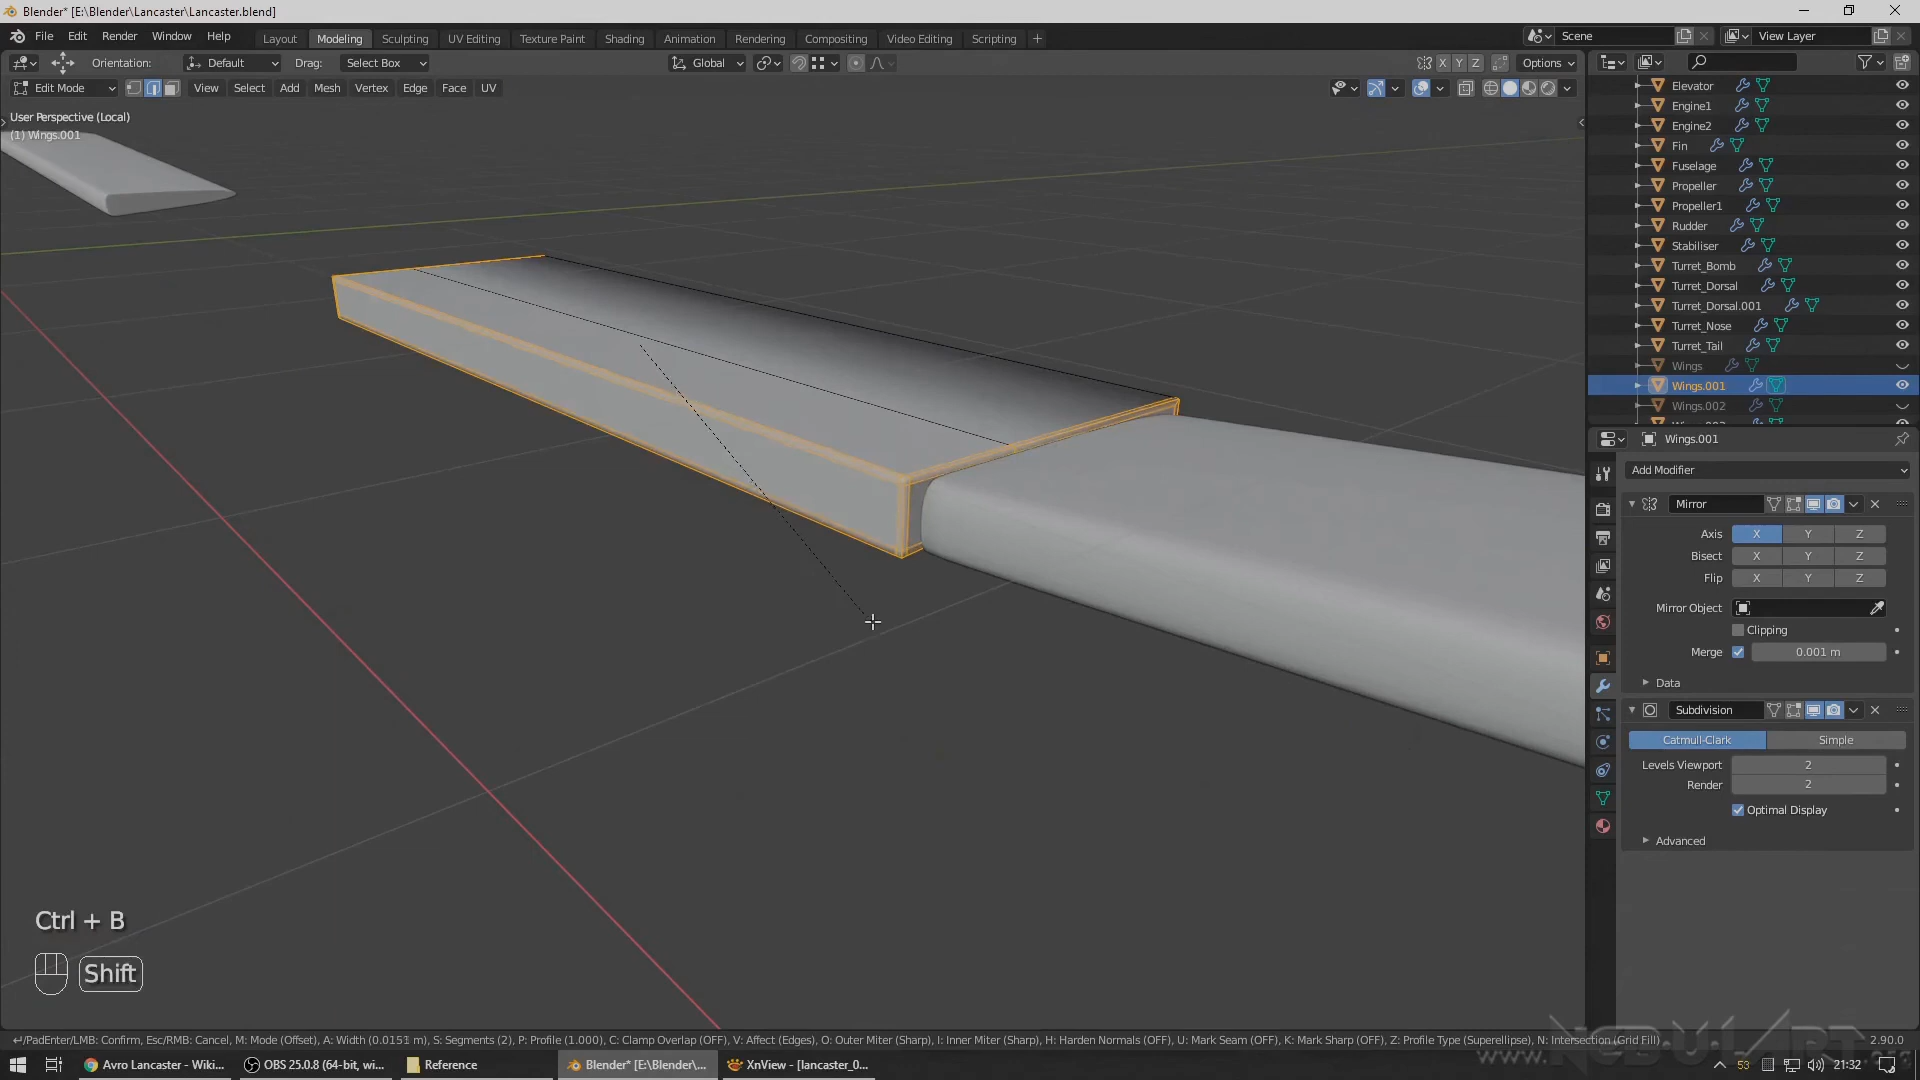 Blender* [E:\Blender\Lancaster\Lancaster.blend]
File Edit Render Window Help Layout Modeling Sculpting UV Editing Texture Paint Shading Animation Rendering Compositing Video Editing Scripting + Scene View Layer
Orientation: Default Drag: Select Box Global X Y Z Options
Edit Mode View Select Add Mesh Vertex Edge Face UV
User Perspective (Local)
(1) Wings.001
Elevator
Engine1
Engine2
Fin
Fuselage
Propeller
Propeller1
Rudder
Stabiliser
Turret_Bomb
Turret_Dorsal
Turret_Dorsal.001
Turret_Nose
Turret_Tail
Wings
Wings.001
Wings.002
Wings.001
Add Modifier
Mirror
Axis X Y Z
Bisect X Y Z
Flip X Y Z
Mirror Object
Clipping
Merge 0.001 m
Data
Subdivision
Catmull-Clark Simple
Levels Viewport 2
Render 2
Optimal Display
Advanced
Ctrl + B
Shift
↵/PadEnter/LMB: Confirm, Esc/RMB: Cancel, M: Mode (Offset), A: Width (0.0151 m), S: Segments (2), P: Profile (1.000), C: Clamp Overlap (OFF), V: Affect (Edges), O: Outer Miter (Sharp), I: Inner Miter (Sharp), H: Harden Normals (OFF), U: Mark Seam (OFF), K: Mark Sharp (OFF), Z: Profile Type (Superellipse), N: Intersection (Grid Fill) 2.90.0
Avro Lancaster - Wiki... OBS 25.0.8 (64-bit, wi... Reference Blender* [E:\Blender\... XnView - [lancaster_0... 53 21:32